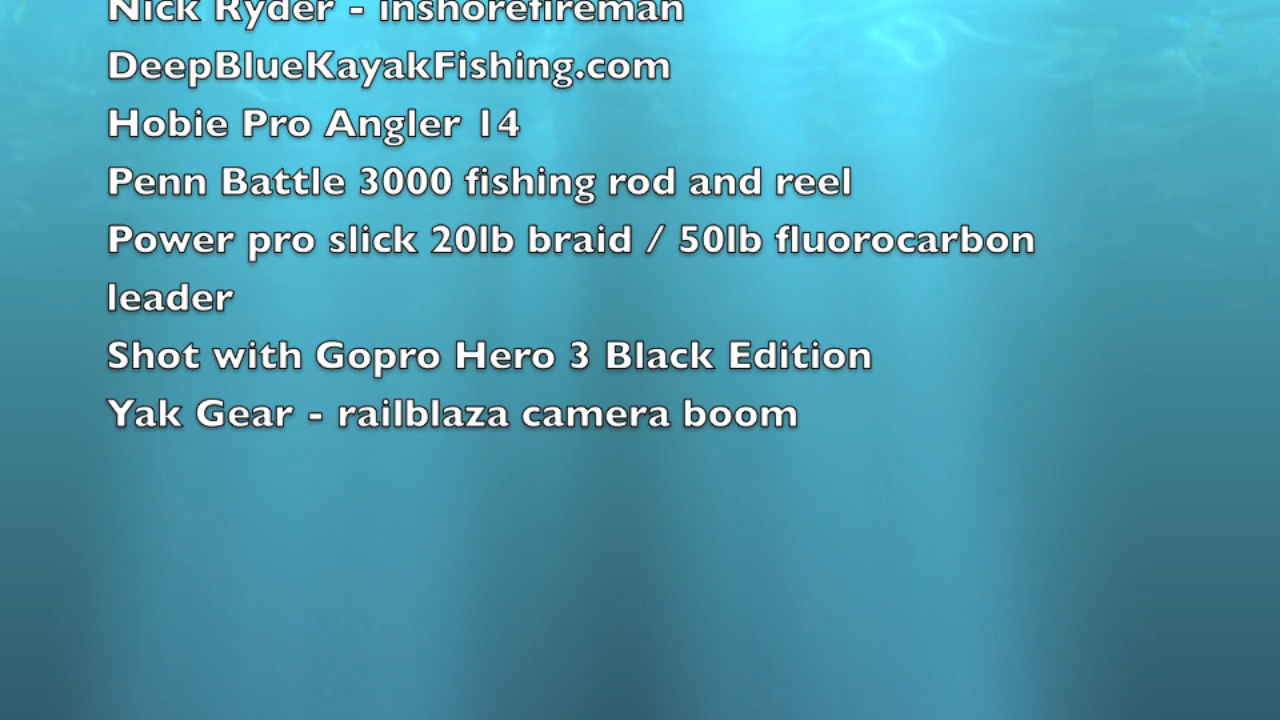 Nick Ryder - inshorefireman
DeepBlueKayakFishing.com
Hobie Pro Angler 14
Penn Battle 3000 fishing rod and reel
Power pro slick 20lb braid / 50lb fluorocarbon
leader
Shot with Gopro Hero 3 Black Edition
Yak Gear - railblaza camera boom